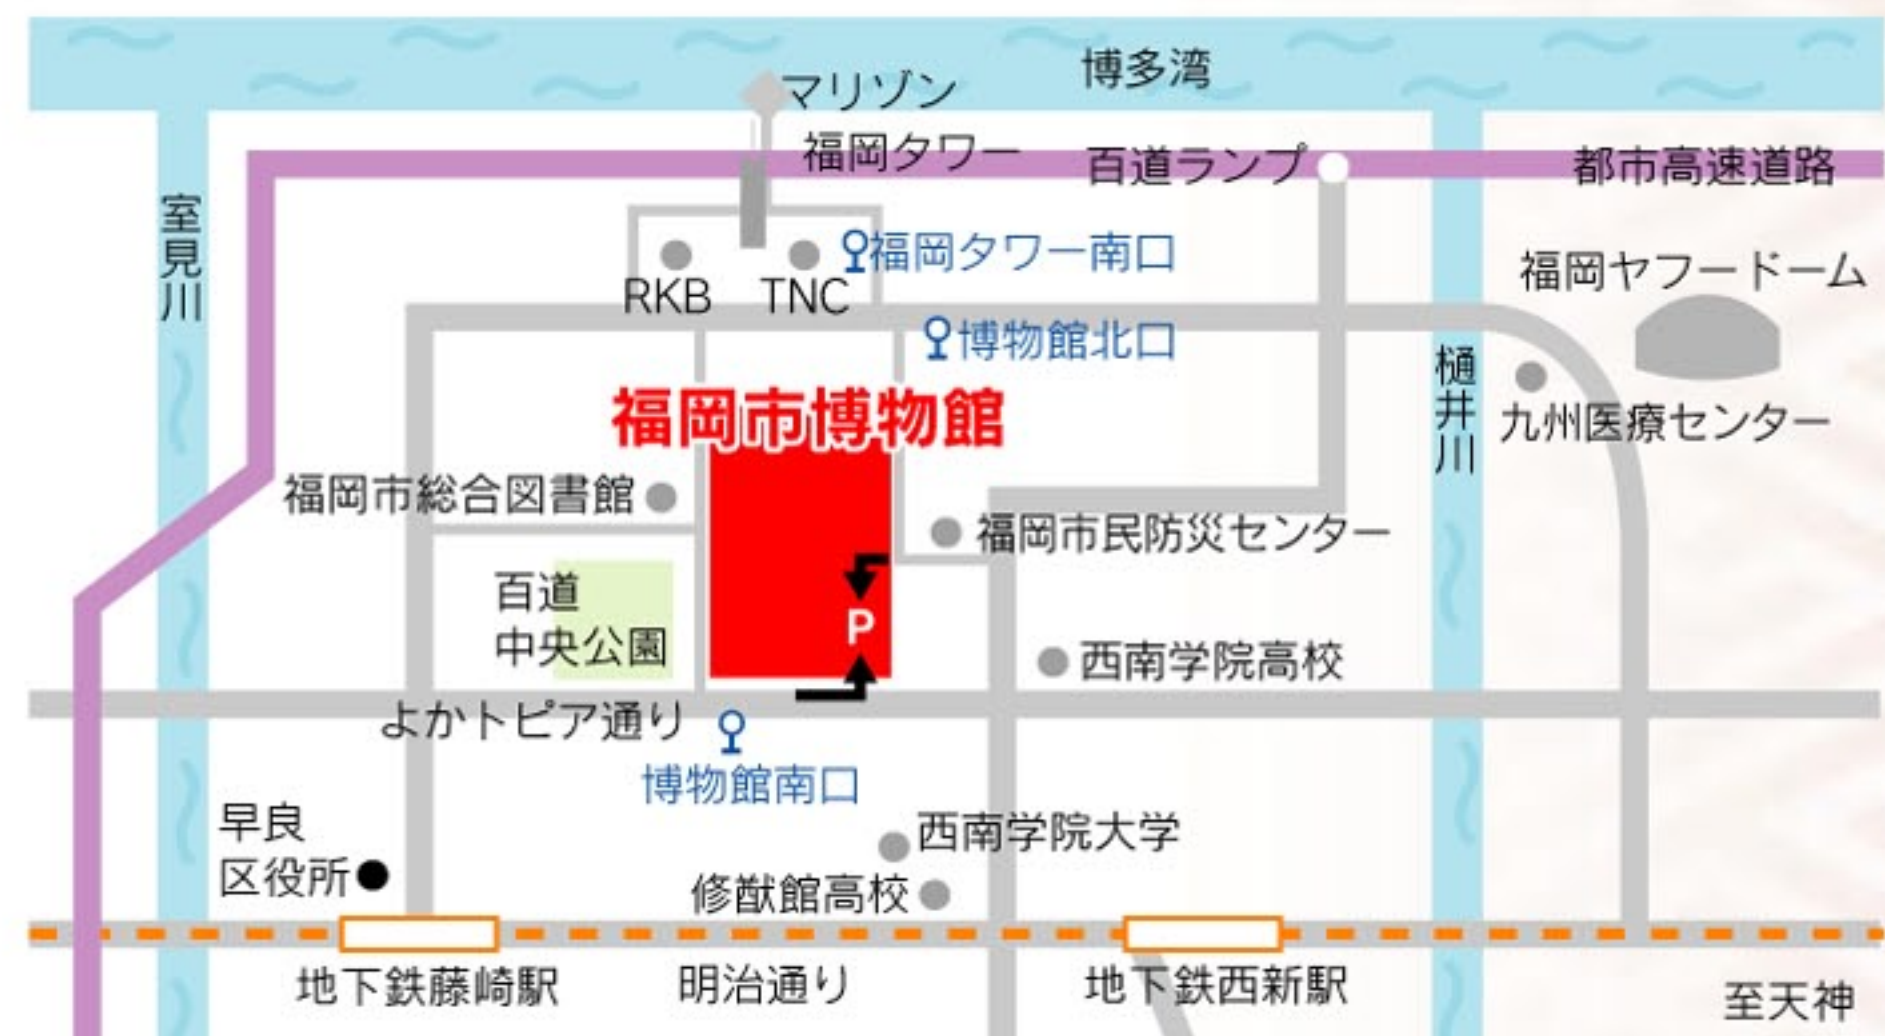 博多湾
マリゾン
福岡タワー
百道ランプ
都市高速道路
室見川
福岡タワー南口
RKB
TNC
福岡ヤフードーム
博物館北口
樋井川
九州医療センター
福岡市博物館
福岡市総合図書館
福岡市民防災センター
百道
中央公園
P
西南学院高校
よかトピア通り
博物館南口
早良
区役所
西南学院大学
修猷館高校
地下鉄藤崎駅
明治通り
地下鉄西新駅
至天神